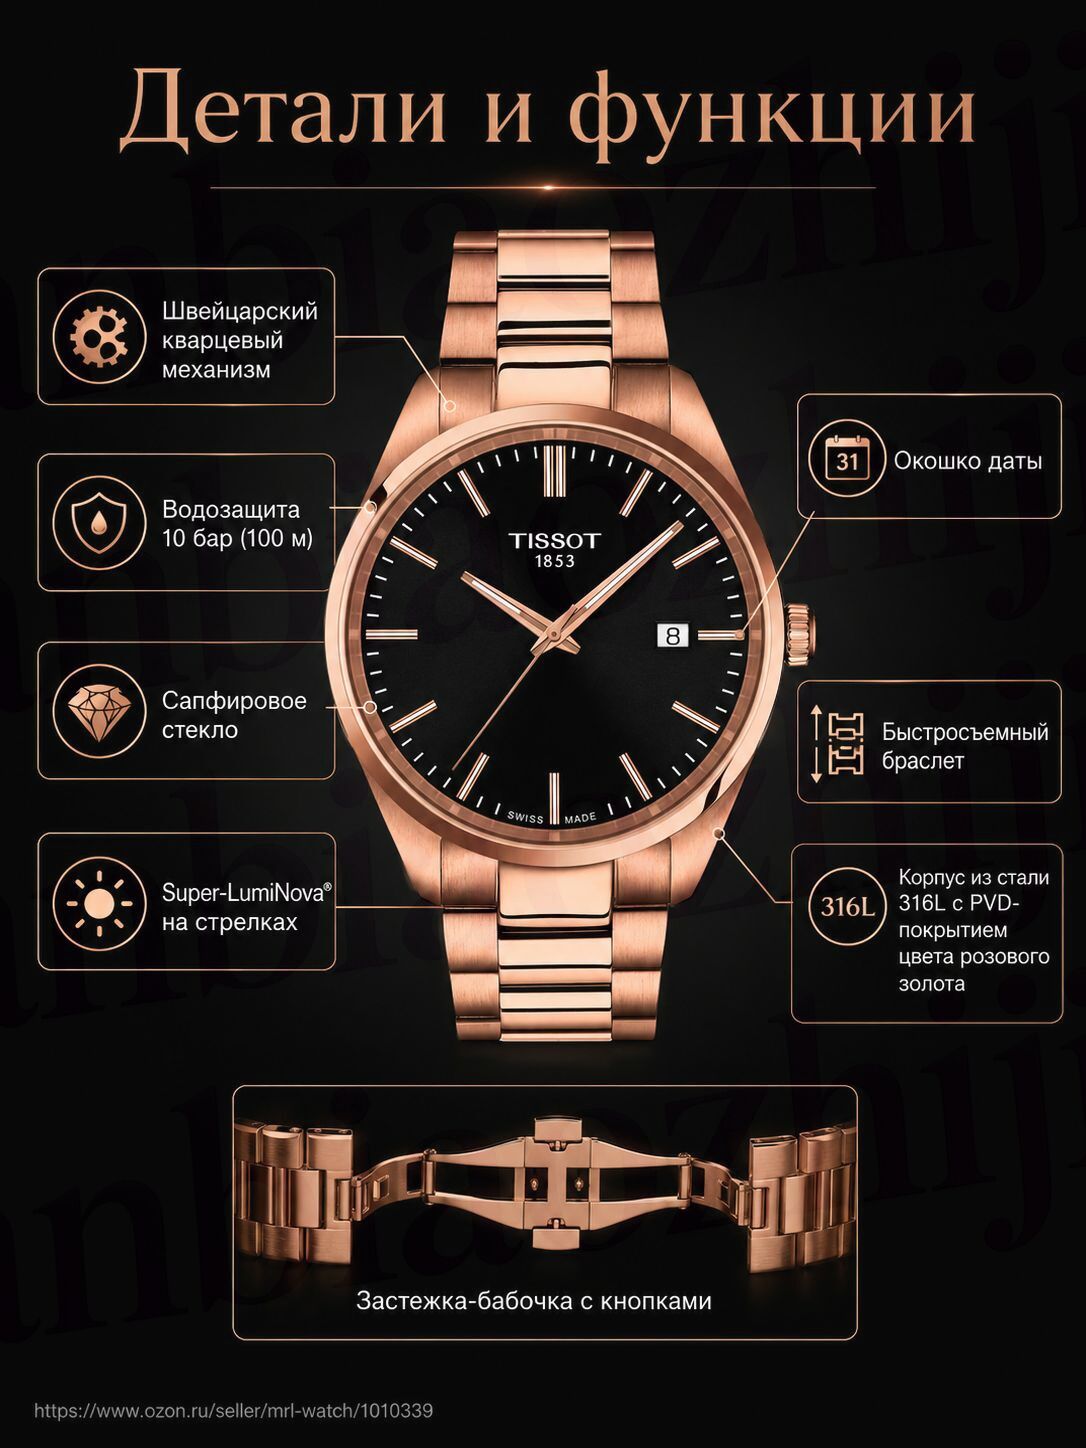 Детали и функции
Швейцарский
кварцевый
механизм
Водозащита
10 бар (100 м)
Сапфировое
стекло
Super-LumiNova®
на стрелках
TISSOT
1853
8
SWISS MADE
31
Окошко даты
Быстросъемный
браслет
316L
Корпус из стали
316L с PVD-
покрытием
цвета розового
золота
Застежка-бабочка с кнопками
https://www.ozon.ru/seller/mrl-watch/1010339